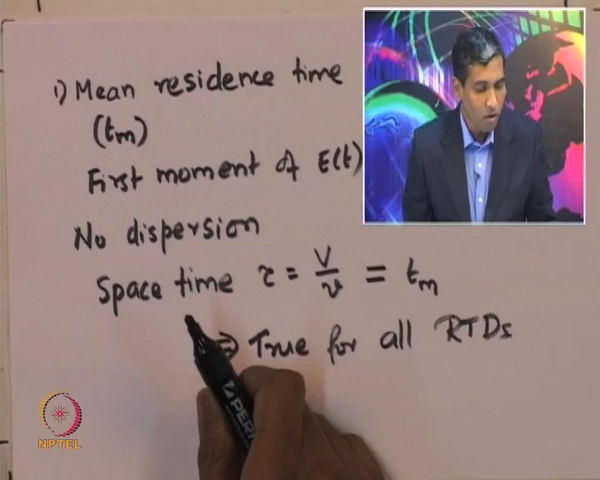 1) Mean residence time
(tm)
First moment of E(t)
No dispersion
Space time τ = V/v = tm
⇒ True for all RTDs
NPTEL